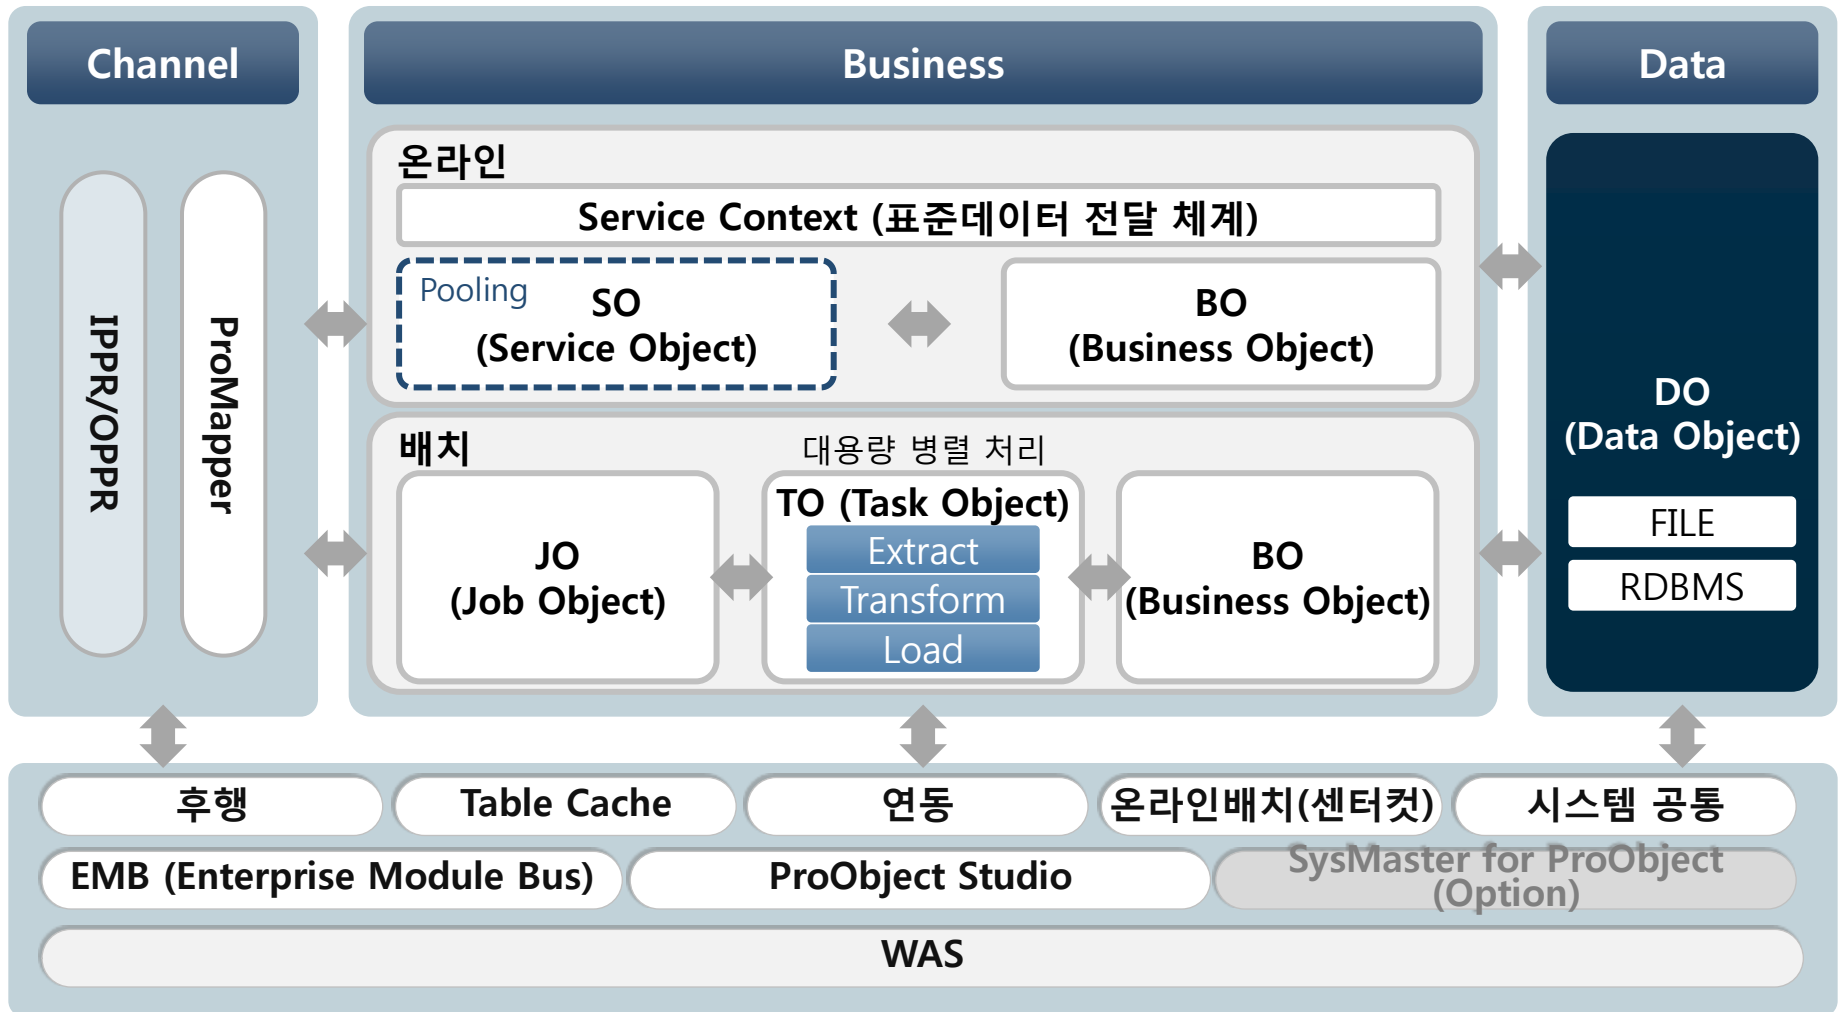 Channel
IPPR/OPPR
ProMapper
Business
온라인
Service Context (표준데이터 전달 체계)
Pooling
SO
(Service Object)
BO
(Business Object)
배치
대용량 병렬 처리
JO
(Job Object)
TO (Task Object)
Extract
Transform
Load
BO
(Business Object)
Data
DO
(Data Object)
FILE
RDBMS
후행
Table Cache
연동
온라인배치(센터컷)
시스템 공통
EMB (Enterprise Module Bus)
ProObject Studio
SysMaster for ProObject
(Option)
WAS